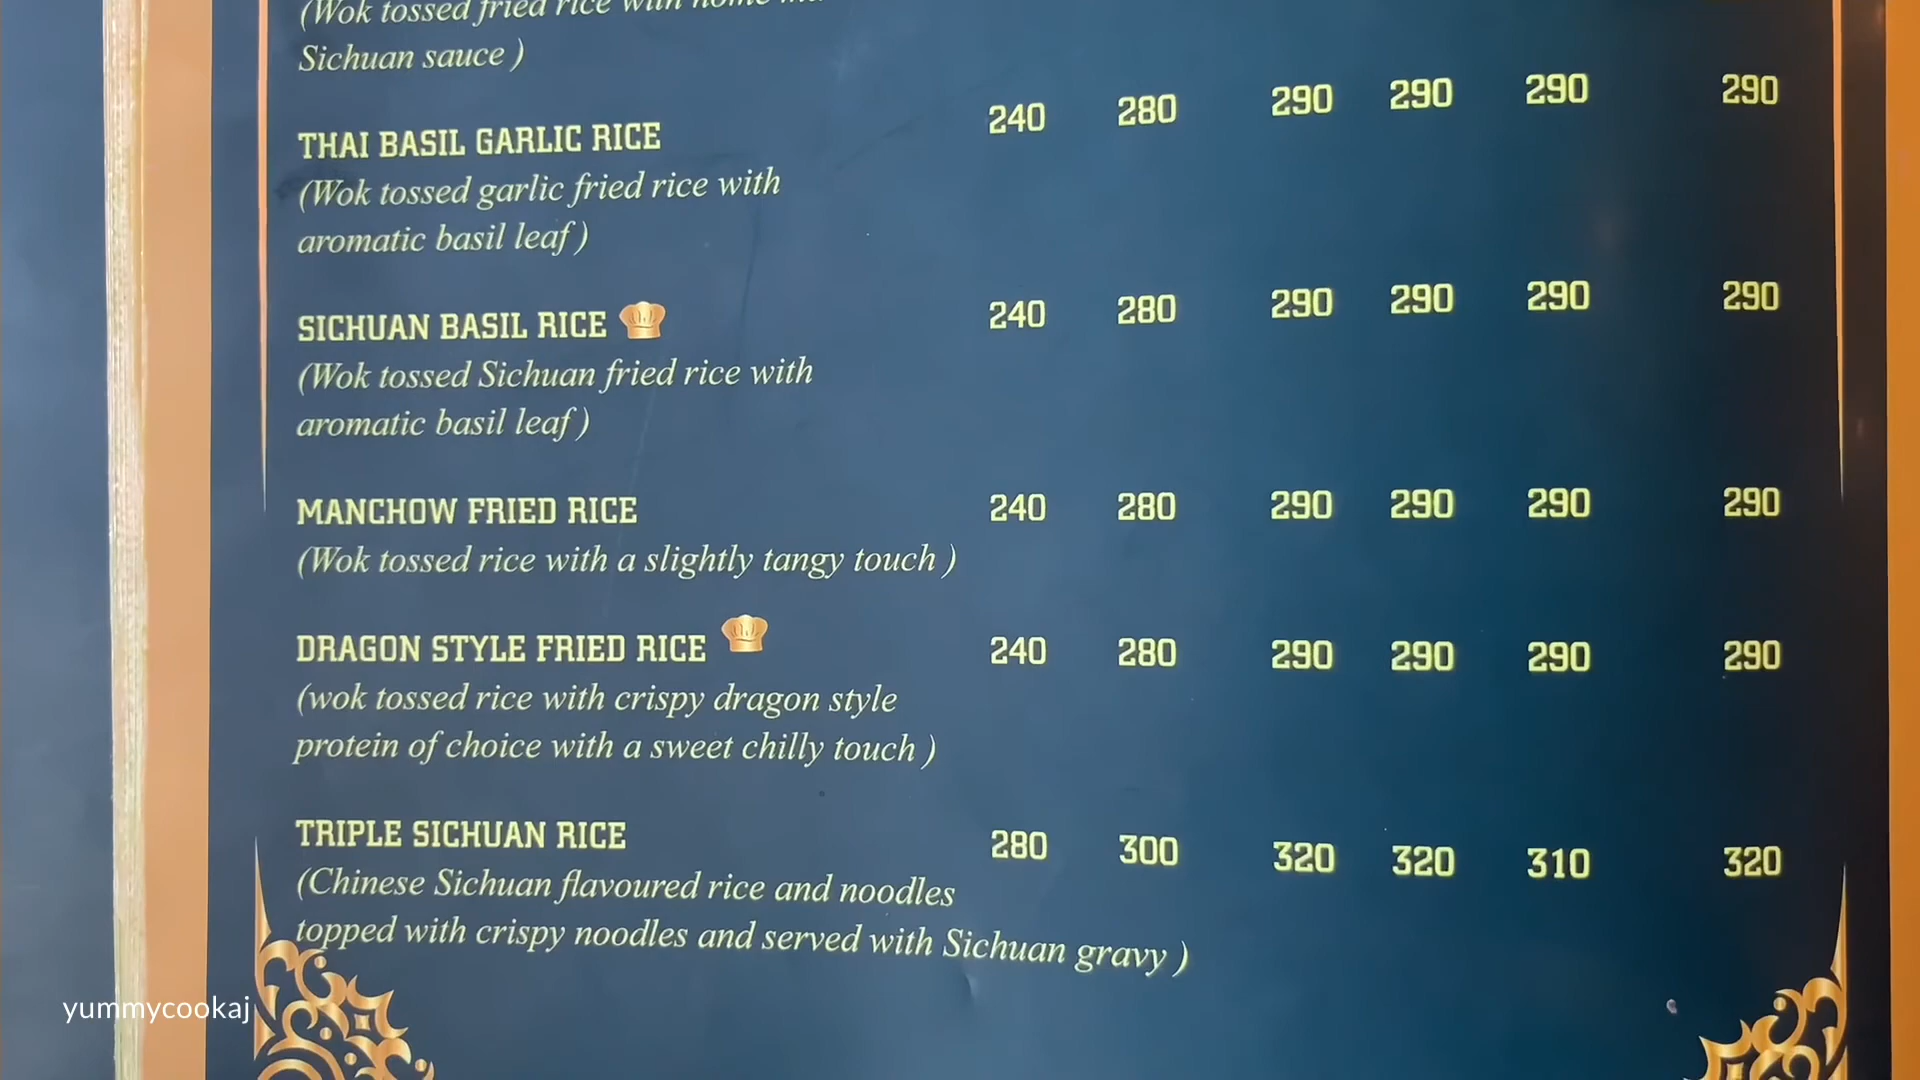 (Wok tossed fried rice with home
Sichuan sauce )
240 280 290 290 290 290
THAI BASIL GARLIC RICE
(Wok tossed garlic fried rice with
aromatic basil leaf )
SICHUAN BASIL RICE 240 280 290 290 290 290
(Wok tossed Sichuan fried rice with
aromatic basil leaf )
MANCHOW FRIED RICE 240 280 290 290 290 290
(Wok tossed rice with a slightly tangy touch )
DRAGON STYLE FRIED RICE 240 280 290 290 290 290
(wok tossed rice with crispy dragon style
protein of choice with a sweet chilly touch )
TRIPLE SICHUAN RICE 280 300 320 320 310 320
(Chinese Sichuan flavoured rice and noodles
topped with crispy noodles and served with Sichuan gravy )
yummycookaj